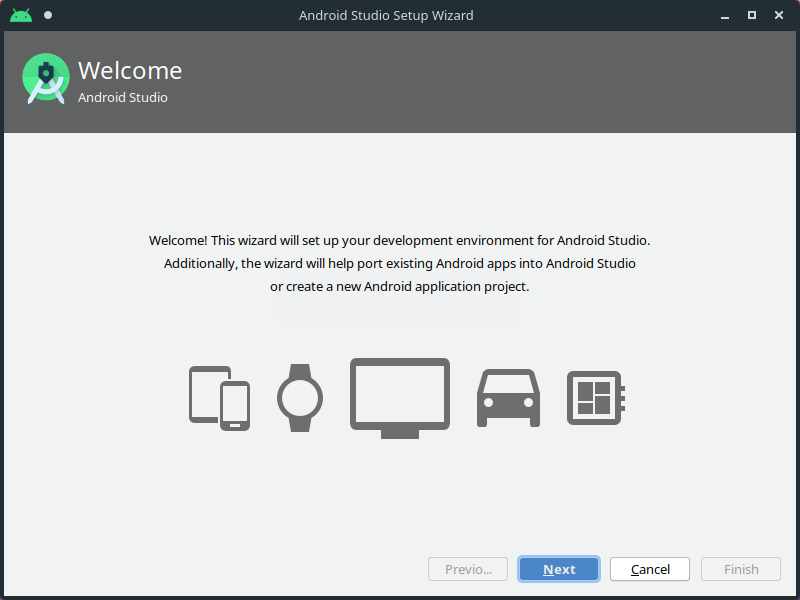 Android Studio Setup Wizard
Welcome
Android Studio
Welcome! This wizard will set up your development environment for Android Studio.
Additionally, the wizard will help port existing Android apps into Android Studio
or create a new Android application project.
Previo... Next Cancel Finish